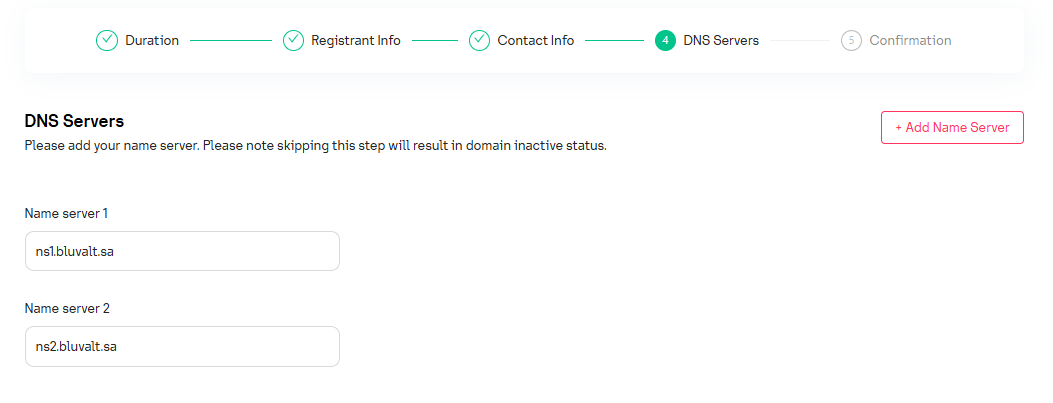 Duration
Registrant Info
Contact Info
4 DNS Servers
5 Confirmation
DNS Servers
+ Add Name Server
Please add your name server. Please note skipping this step will result in domain inactive status.
Name server 1
ns1.bluvalt.sa
Name server 2
ns2.bluvalt.sa